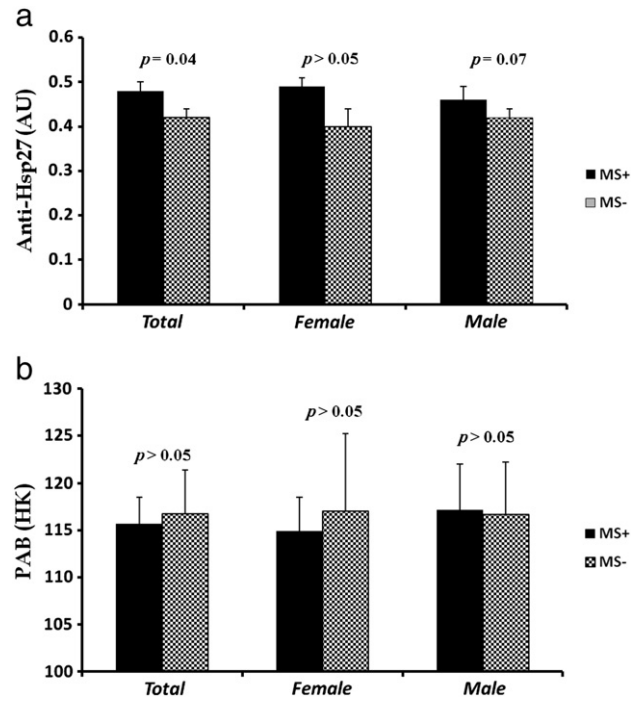 a
0.6
0.5
0.4
0.3
0.2
0.1
0
Anti-Hsp27 (AU)
p = 0.04
p > 0.05
p = 0.07
MS+
MS-
Total
Female
Male
b
130
125
120
115
110
105
100
PAB (HK)
p > 0.05
p > 0.05
p > 0.05
MS+
MS-
Total
Female
Male